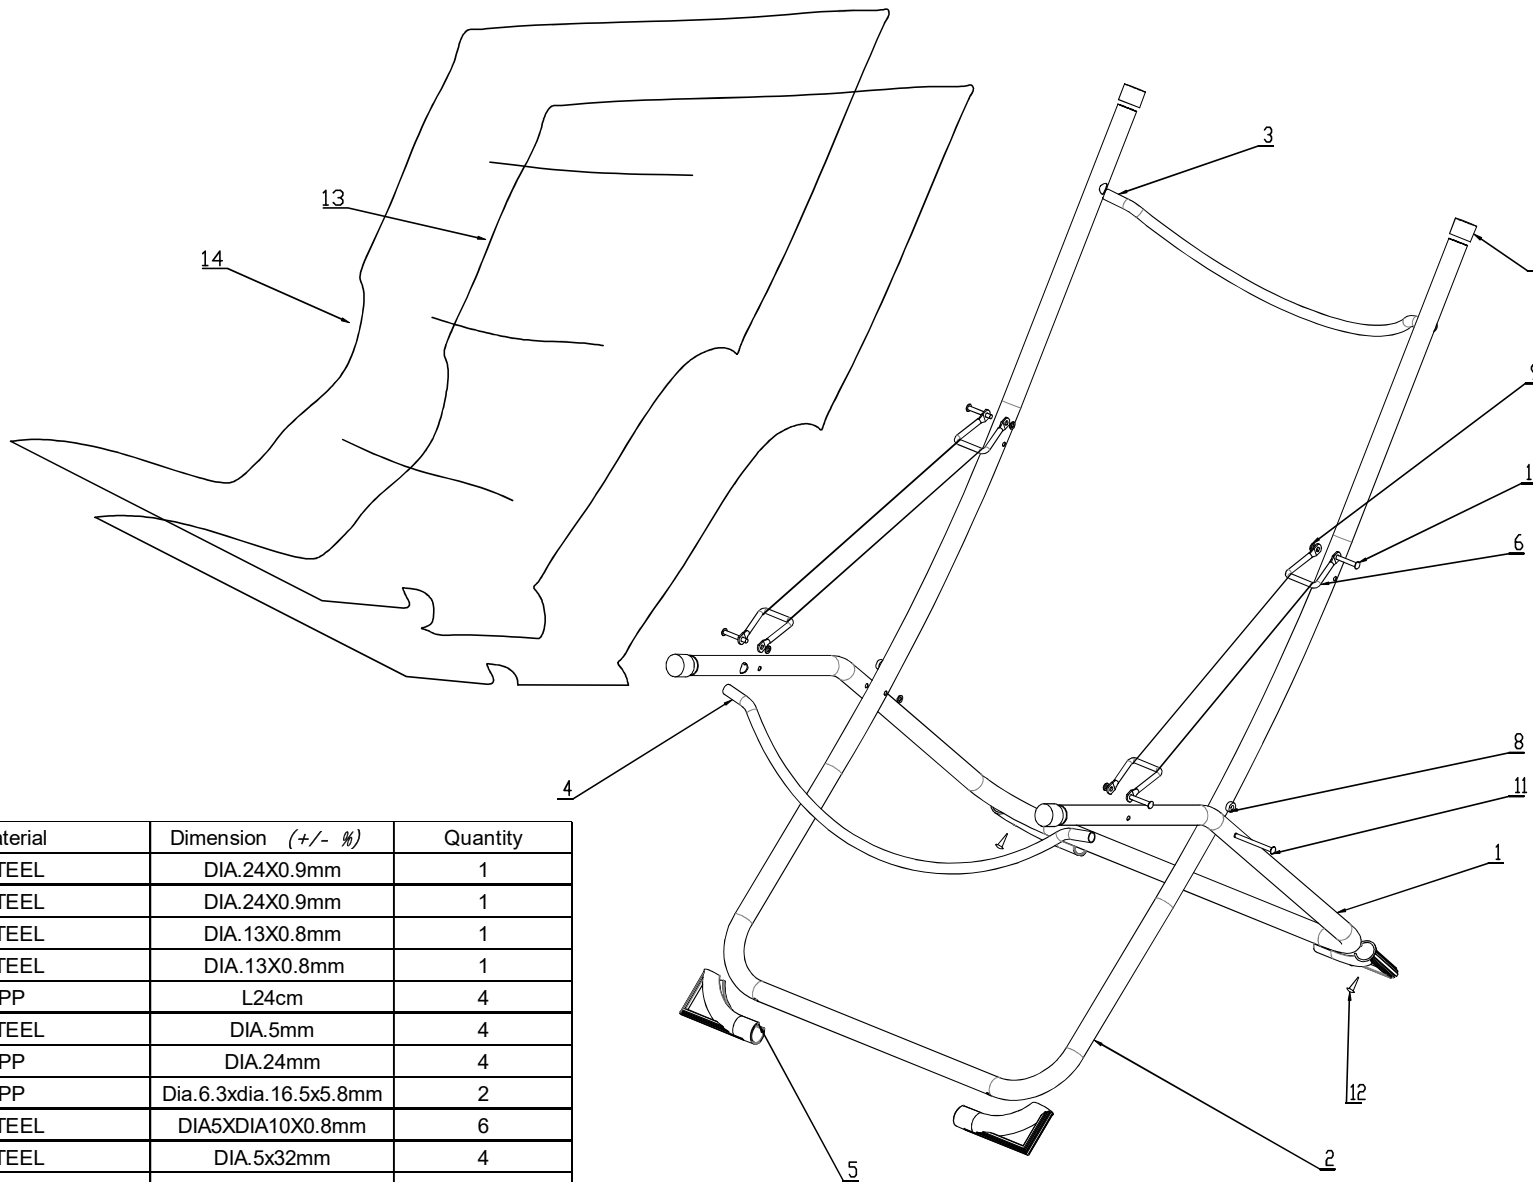 3
13
14
1
6
8
4
11
1
aterial Dimension (+/- %) Quantity
TEEL DIA.24X0.9mm 1
TEEL DIA.24X0.9mm 1
TEEL DIA.13X0.8mm 1
TEEL DIA.13X0.8mm 1
PP L24cm 4
TEEL DIA.5mm 4
PP DIA.24mm 4
PP Dia.6.3xdia.16.5x5.8mm 2
TEEL DIA5XDIA10X0.8mm 6
TEEL DIA.5x32mm 4
12
2
5